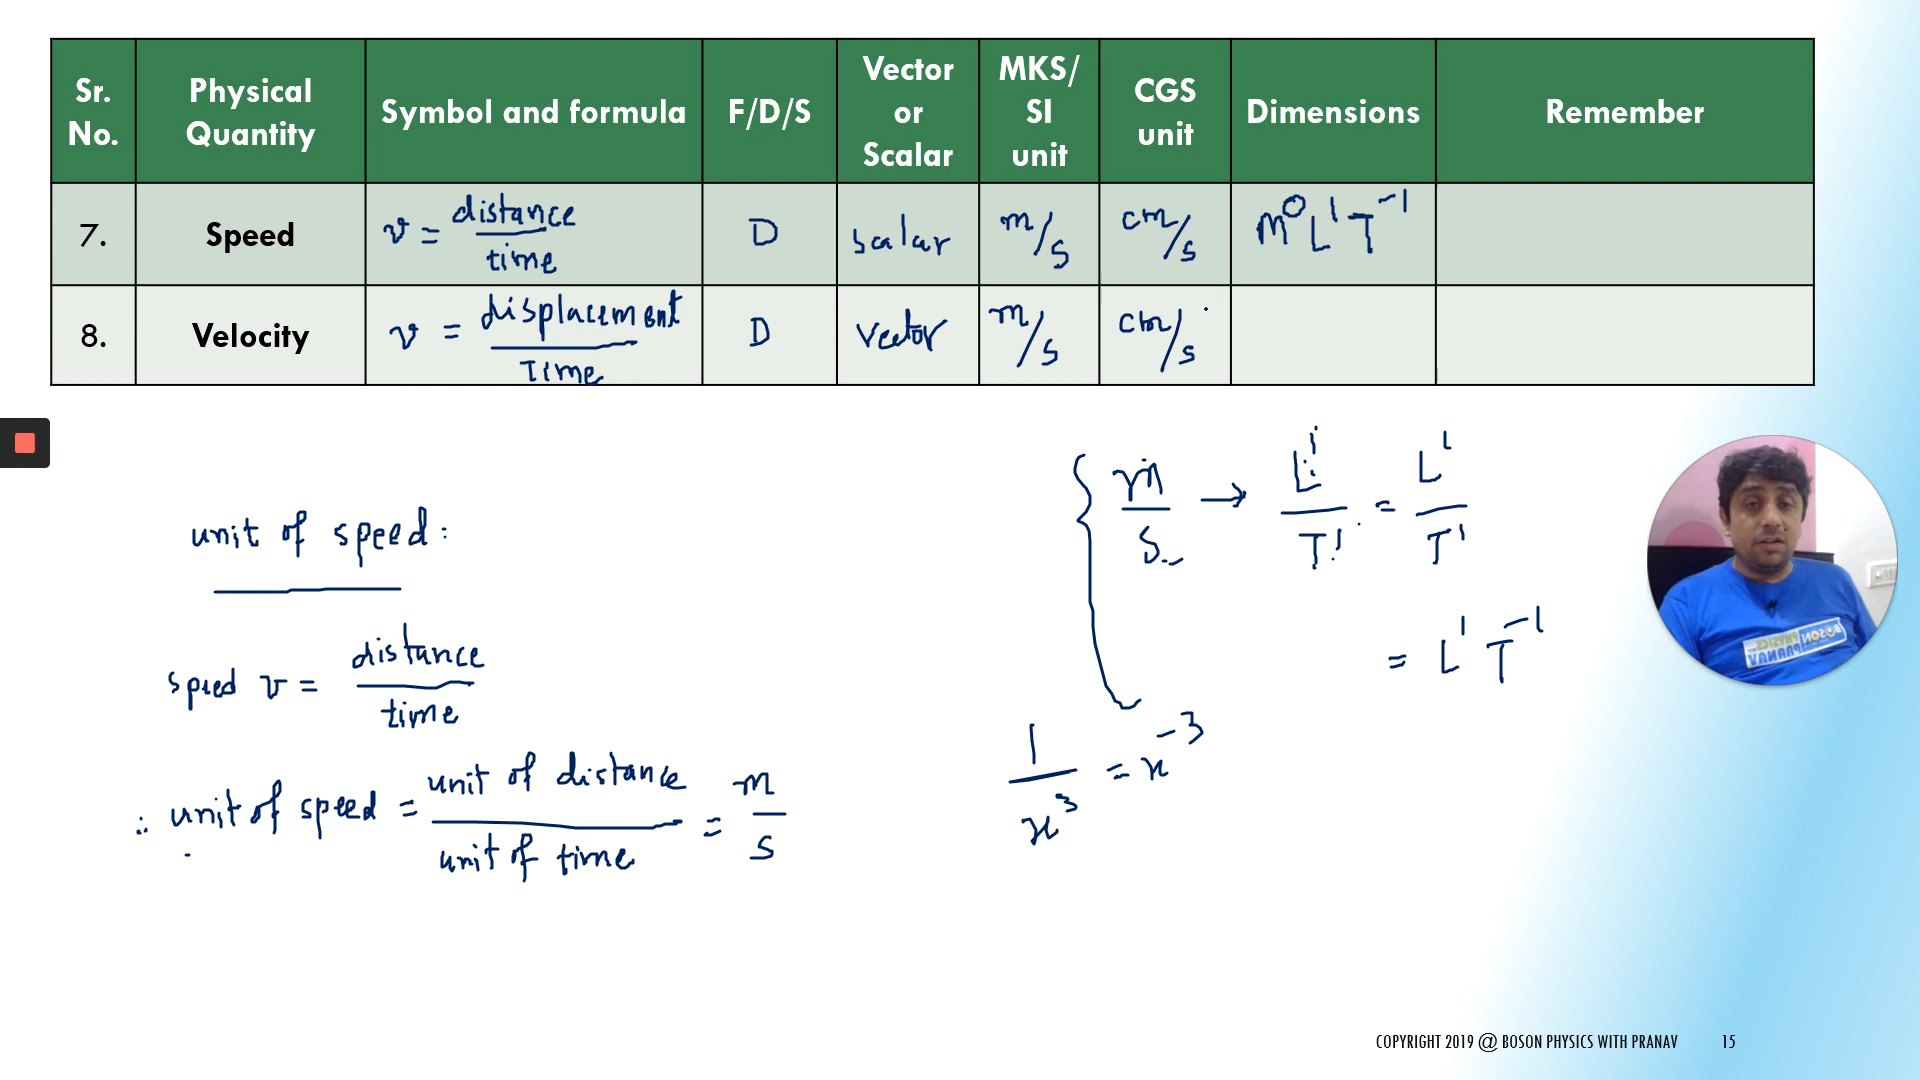 Sr. No. Physical Quantity Symbol and formula F/D/S Vector or Scalar MKS/ SI unit CGS unit Dimensions Remember
7. Speed v = distance/time D scalar m/s cm/s M⁰L¹T⁻¹
8. Velocity v = displacement/Time D Vector m/s cm/s
unit of speed:
speed v = distance/time
∴ unit of speed = unit of distance/unit of time = m/s
m/s → L¹/T¹ = L¹/T¹
= L¹ T⁻¹
1/x³ = x⁻³
BOSON PHYSICS
PRANAV
COPYRIGHT 2019 @ BOSON PHYSICS WITH PRANAV 15